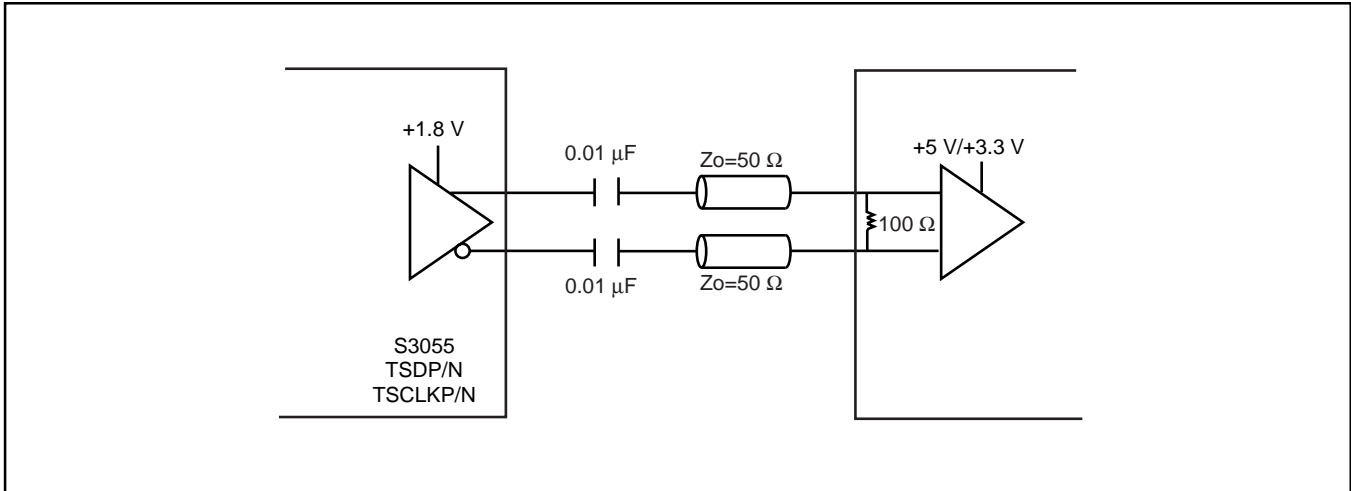 +1.8 V
0.01 μF
Zo=50 Ω
+5 V/+3.3 V
100 Ω
0.01 μF
Zo=50 Ω
S3055
TSDP/N
TSCLKP/N